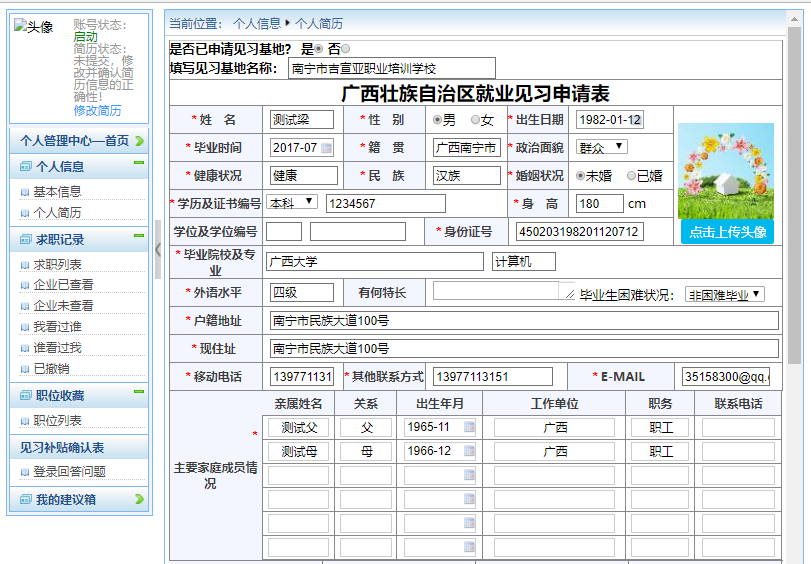 头像
账号状态：
启动
简历状态：
未提交，修
改并确认简
历信息的正
确性！
修改简历
个人管理中心—首页
个人信息
基本信息
个人简历
求职记录
求职列表
企业已查看
企业未查看
我看过谁
谁看过我
已撤销
职位收藏
职位列表
见习补贴确认表
登录回答问题
我的建议箱
当前位置： 个人信息 个人简历
是否已申请见习基地？ 是 否
填写见习基地名称： 南宁市吉宣亚职业培训学校
广西壮族自治区就业见习申请表
* 姓 名 测试梁 * 性 别 男 女 * 出生日期 1982-01-12
* 毕业时间 2017-07 * 籍 贯 广西南宁市 * 政治面貌 群众
* 健康状况 健康 * 民 族 汉族 * 婚姻状况 未婚 已婚
* 学历及证书编号 本科 1234567 * 身 高 180 cm
点击上传头像
学位及学位编号 * 身份证号 450203198201120712
* 毕业院校及专
业 广西大学 计算机
* 外语水平 四级 有何特长 毕业生困难状况： 非困难毕业
* 户籍地址 南宁市民族大道100号
* 现住址 南宁市民族大道100号
* 移动电话 139771131 * 其他联系方式 13977113151 * E-MAIL 35158300@qq.c
*
主要家庭成员情
况
亲属姓名 关系 出生年月 工作单位 职务 联系电话
测试父 父 1965-11 广西 职工
测试母 母 1966-12 广西 职工